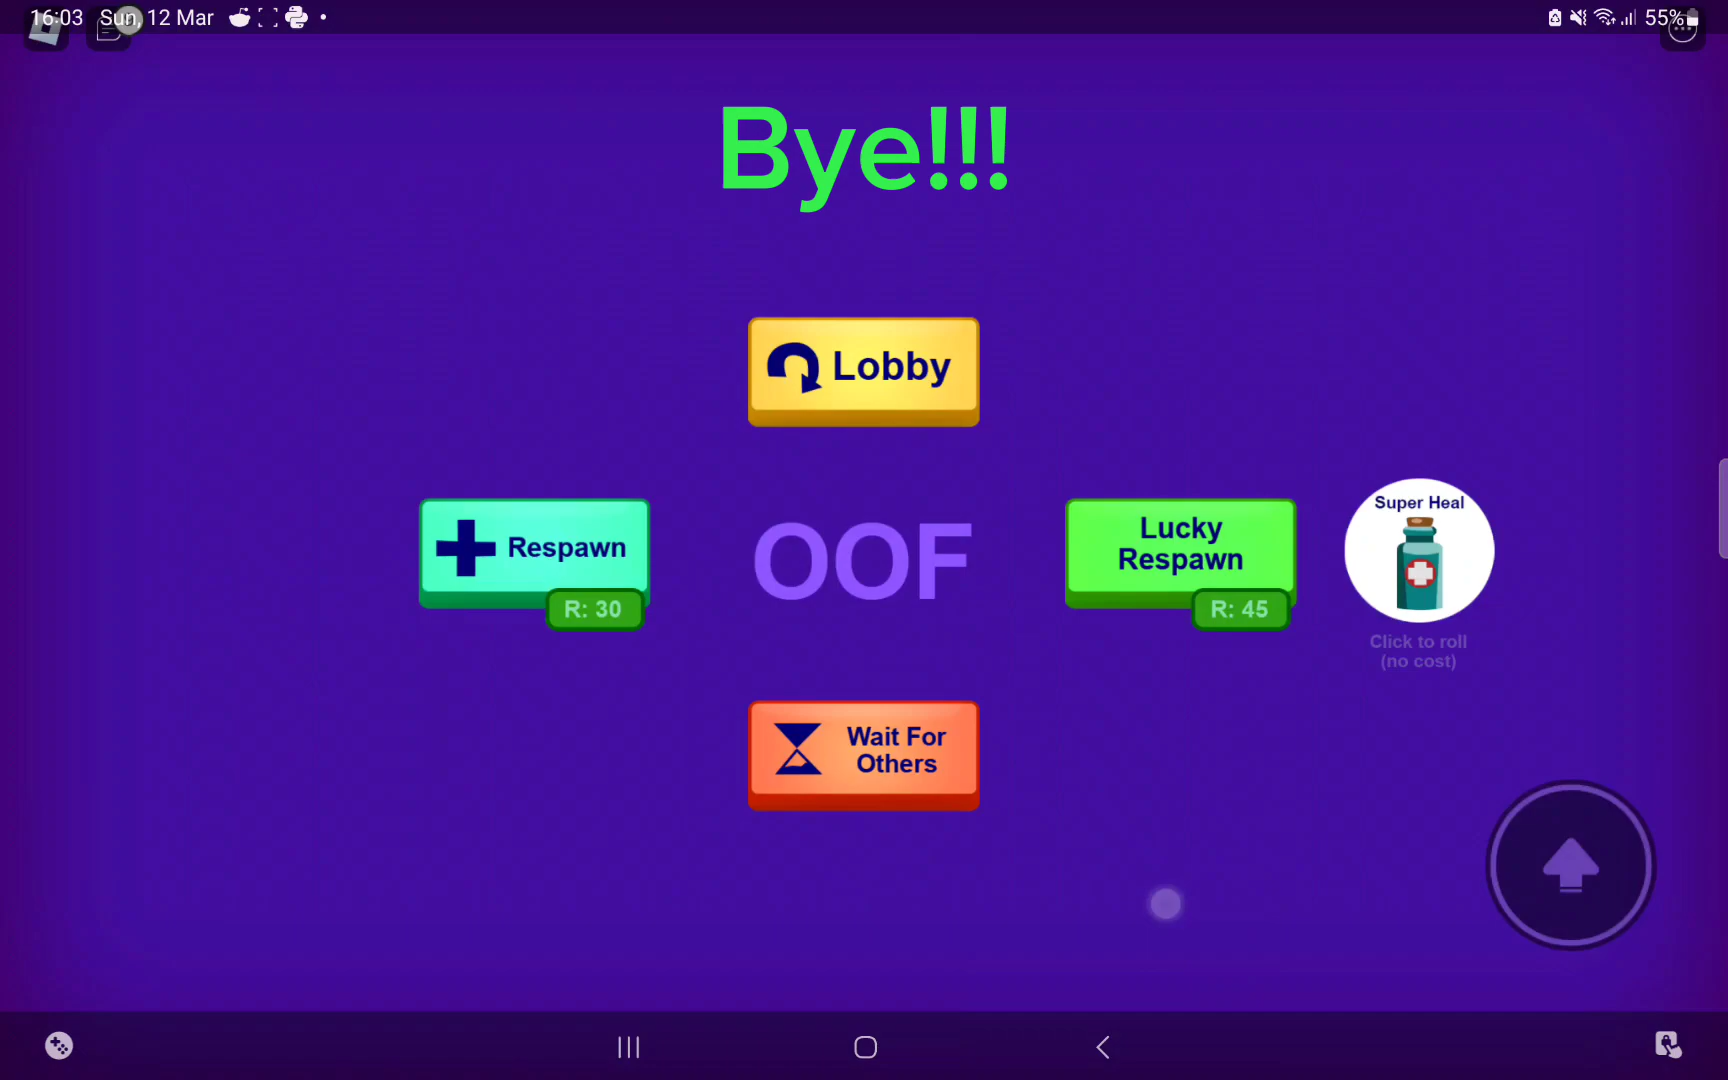 16:03 Sun, 12 Mar
55%
Bye!!!
Lobby
Respawn
R: 30
OOF
Lucky
Respawn
R: 45
Super Heal
Click to roll
(no cost)
Wait For
Others